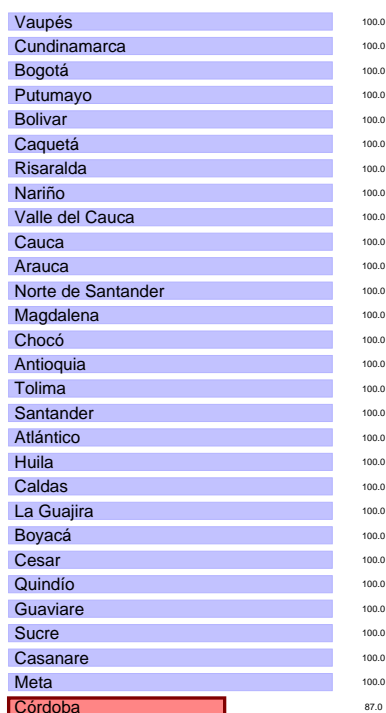 Vaupés 100.0
Cundinamarca 100.0
Bogotá 100.0
Putumayo 100.0
Bolivar 100.0
Caquetá 100.0
Risaralda 100.0
Nariño 100.0
Valle del Cauca 100.0
Cauca 100.0
Arauca 100.0
Norte de Santander 100.0
Magdalena 100.0
Chocó 100.0
Antioquia 100.0
Tolima 100.0
Santander 100.0
Atlántico 100.0
Huila 100.0
Caldas 100.0
La Guajira 100.0
Boyacá 100.0
Cesar 100.0
Quindío 100.0
Guaviare 100.0
Sucre 100.0
Casanare 100.0
Meta 100.0
Córdoba 87.0